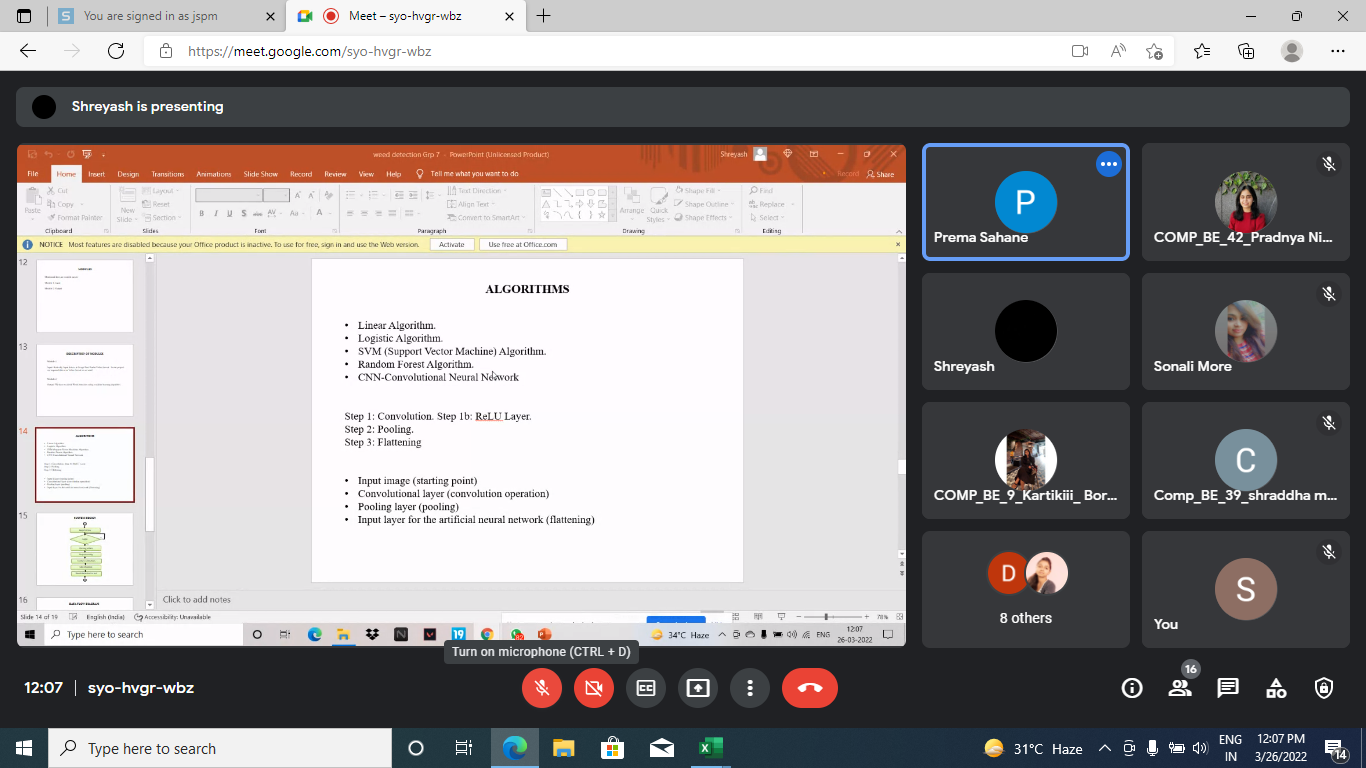 You are signed in as jspm
Meet – syo-hvgr-wbz
https://meet.google.com/syo-hvgr-wbz
Shreyash is presenting
weed detection Grp 7 - PowerPoint (Unlicensed Product)
Shreyash
File Home Insert Design Transitions Animations Slide Show Record Review View Help Tell me what you want to do
Record Share
Paste
Cut
Copy
Format Painter
Clipboard
New Slide
Layout
Reset
Section
Slides
Font
Text Direction
Align Text
Convert to SmartArt
Paragraph
Arrange
Quick Styles
Shape Fill
Shape Outline
Shape Effects
Drawing
Find
Replace
Select
Editing
NOTICE Most features are disabled because your Office product is inactive. To use for free, sign in and use the Web version. Activate Use free at Office.com
12
13
14
15
16
ALGORITHMS
• Linear Algorithm.
• Logistic Algorithm.
• SVM (Support Vector Machine) Algorithm.
• Random Forest Algorithm.
• CNN-Convolutional Neural Network
Step 1: Convolution. Step 1b: ReLU Layer.
Step 2: Pooling.
Step 3: Flattening
• Input image (starting point)
• Convolutional layer (convolution operation)
• Pooling layer (pooling)
• Input layer for the artificial neural network (flattening)
Click to add notes
Slide 14 of 19 English (India) Accessibility: Unavailable
78%
Type here to search
19
34°C Haze
ENG
12:07
26-03-2022
P
Prema Sahane
COMP_BE_42_Pradnya Ni...
Shreyash
Sonali More
COMP_BE_9_Kartikiii_ Bor...
C
Comp_BE_39_shraddha m...
D
8 others
S
You
Turn on microphone (CTRL + D)
12:07 | syo-hvgr-wbz
16
Type here to search
31°C Haze
ENG
IN
12:07 PM
3/26/2022
14